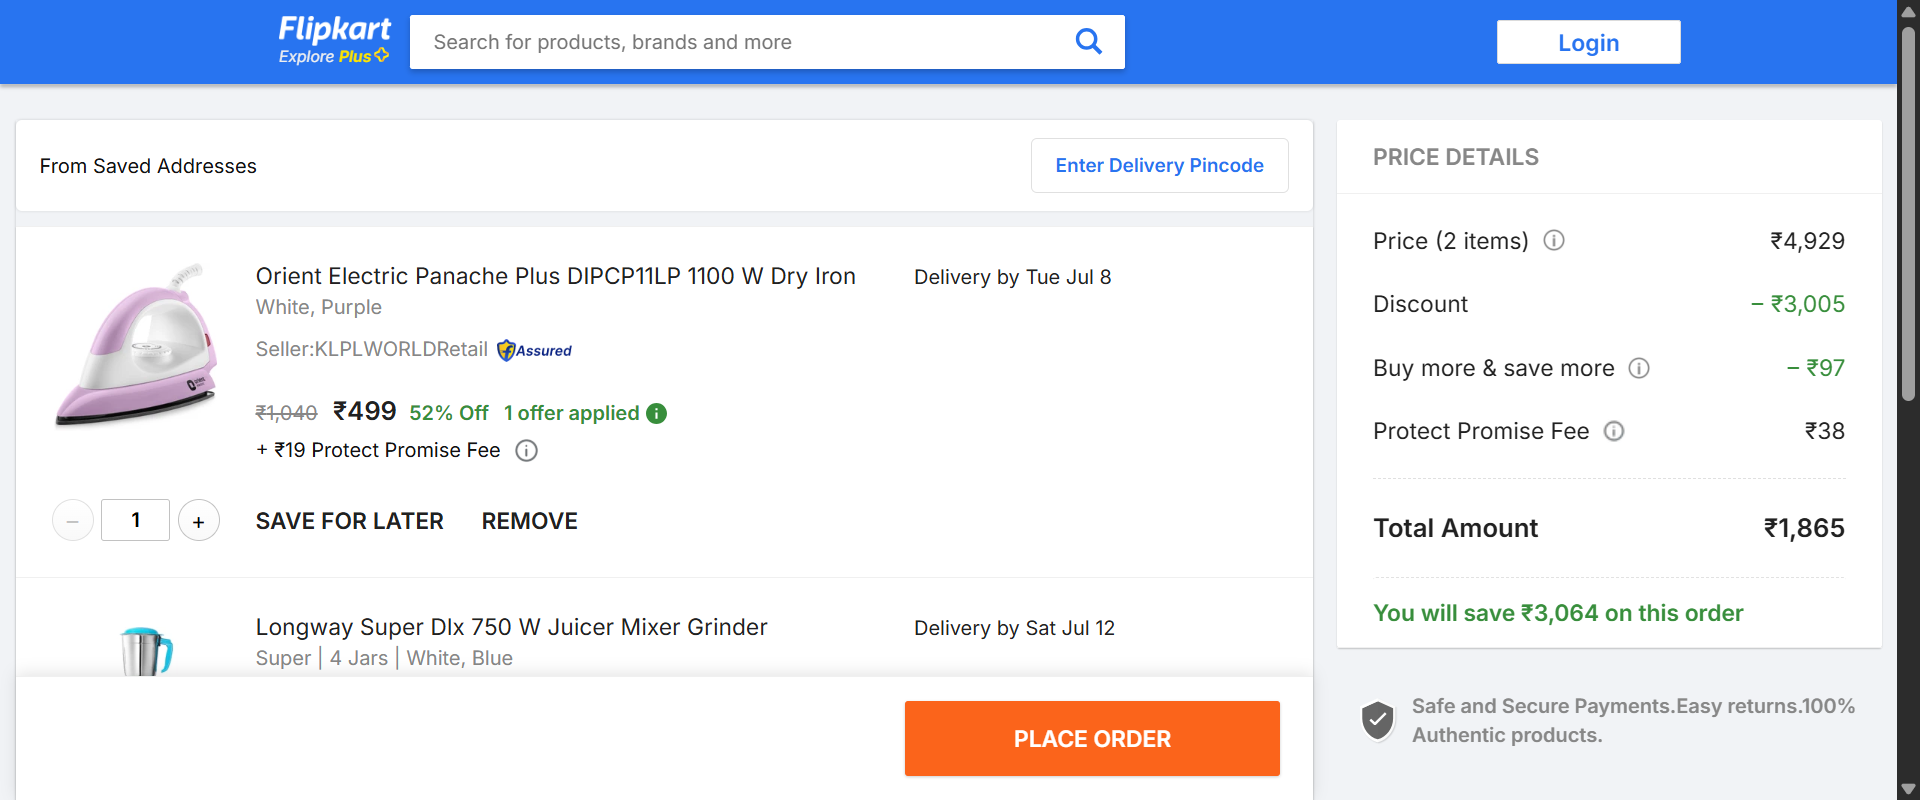 Flipkart
Explore Plus
Search for products, brands and more
Login
From Saved Addresses
Enter Delivery Pincode
Orient Electric Panache Plus DIPCP11LP 1100 W Dry Iron
White, Purple
Seller:KLPLWORLDRetail
Assured
Delivery by Tue Jul 8
₹1,040 ₹499 52% Off 1 offer applied
+ ₹19 Protect Promise Fee
− 1 +
SAVE FOR LATER
REMOVE
Longway Super Dlx 750 W Juicer Mixer Grinder
Super | 4 Jars | White, Blue
Delivery by Sat Jul 12
PLACE ORDER
PRICE DETAILS
Price (2 items) ₹4,929
Discount − ₹3,005
Buy more & save more − ₹97
Protect Promise Fee ₹38
Total Amount ₹1,865
You will save ₹3,064 on this order
Safe and Secure Payments.Easy returns.100%
Authentic products.